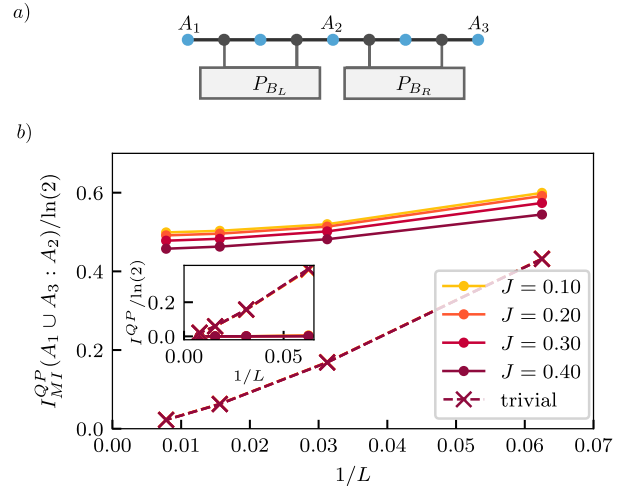 a)
A₁ A₂ A₃
P_{B_L} P_{B_R}
b)
I_{MI}^{QP}(A₁ ∪ A₃ : A₂)/ln(2)
0.6
0.4
0.2
0.0
0.00 0.01 0.02 0.03 0.04 0.05 0.06 0.07
1/L
I^{QP}/ln(2)
0.2
0.0
0.00 0.05
1/L
J = 0.10
J = 0.20
J = 0.30
J = 0.40
trivial